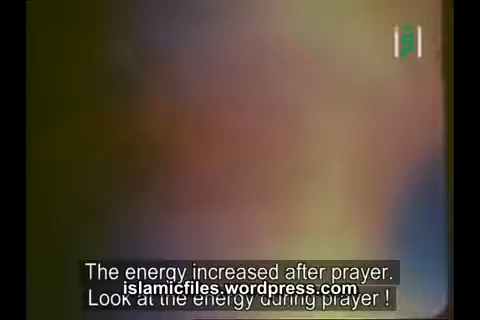 The energy increased after prayer.
islamicfiles.wordpress.com
Look at the energy during prayer !